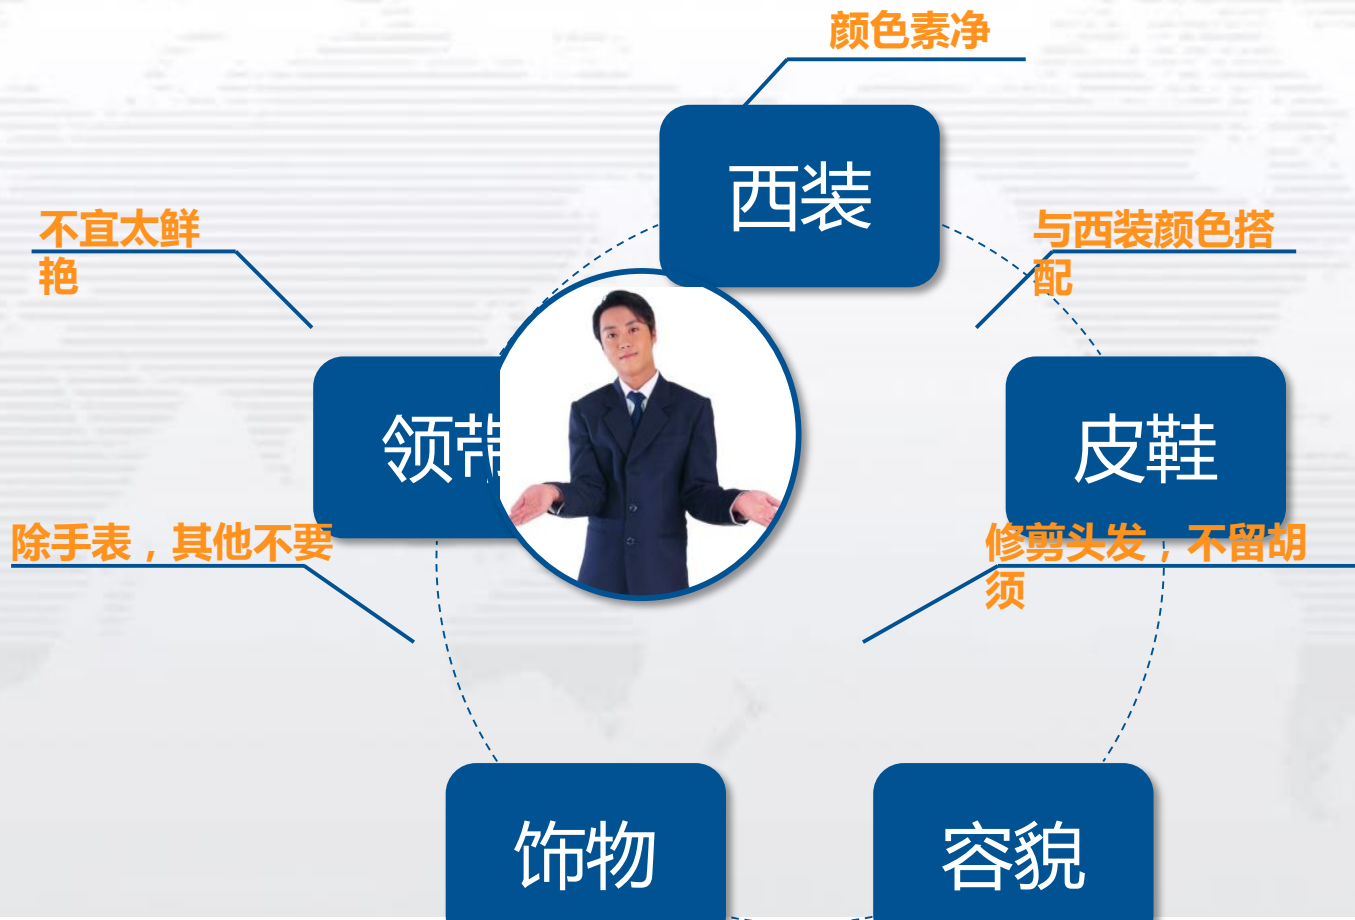 颜色素净
西装
不宜太鲜
艳
与西装颜色搭
配
领带
皮鞋
除手表，其他不要
修剪头发，不留胡
须
饰物
容貌